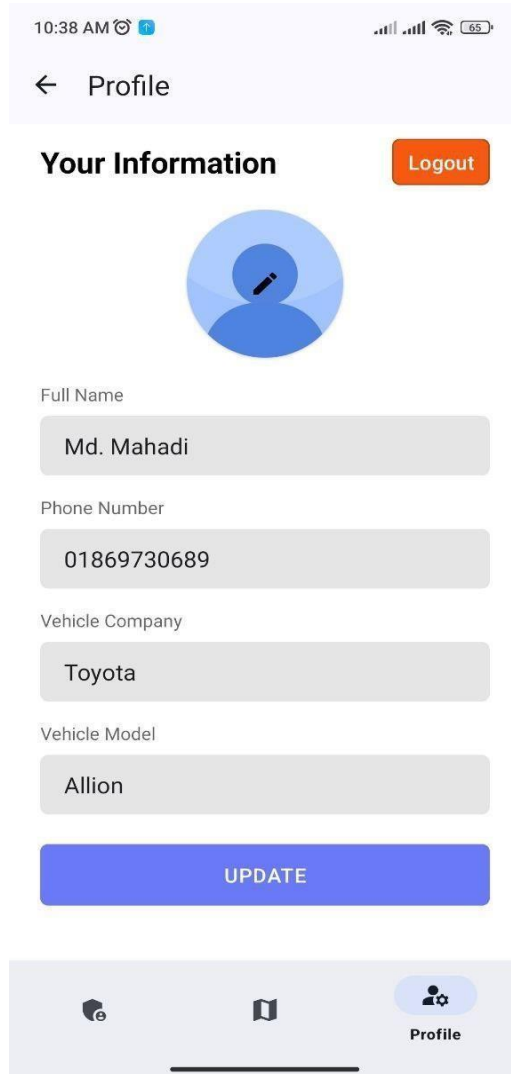 10:38 AM
65
Profile
Your Information
Logout
Full Name
Md. Mahadi
Phone Number
01869730689
Vehicle Company
Toyota
Vehicle Model
Allion
UPDATE
Profile